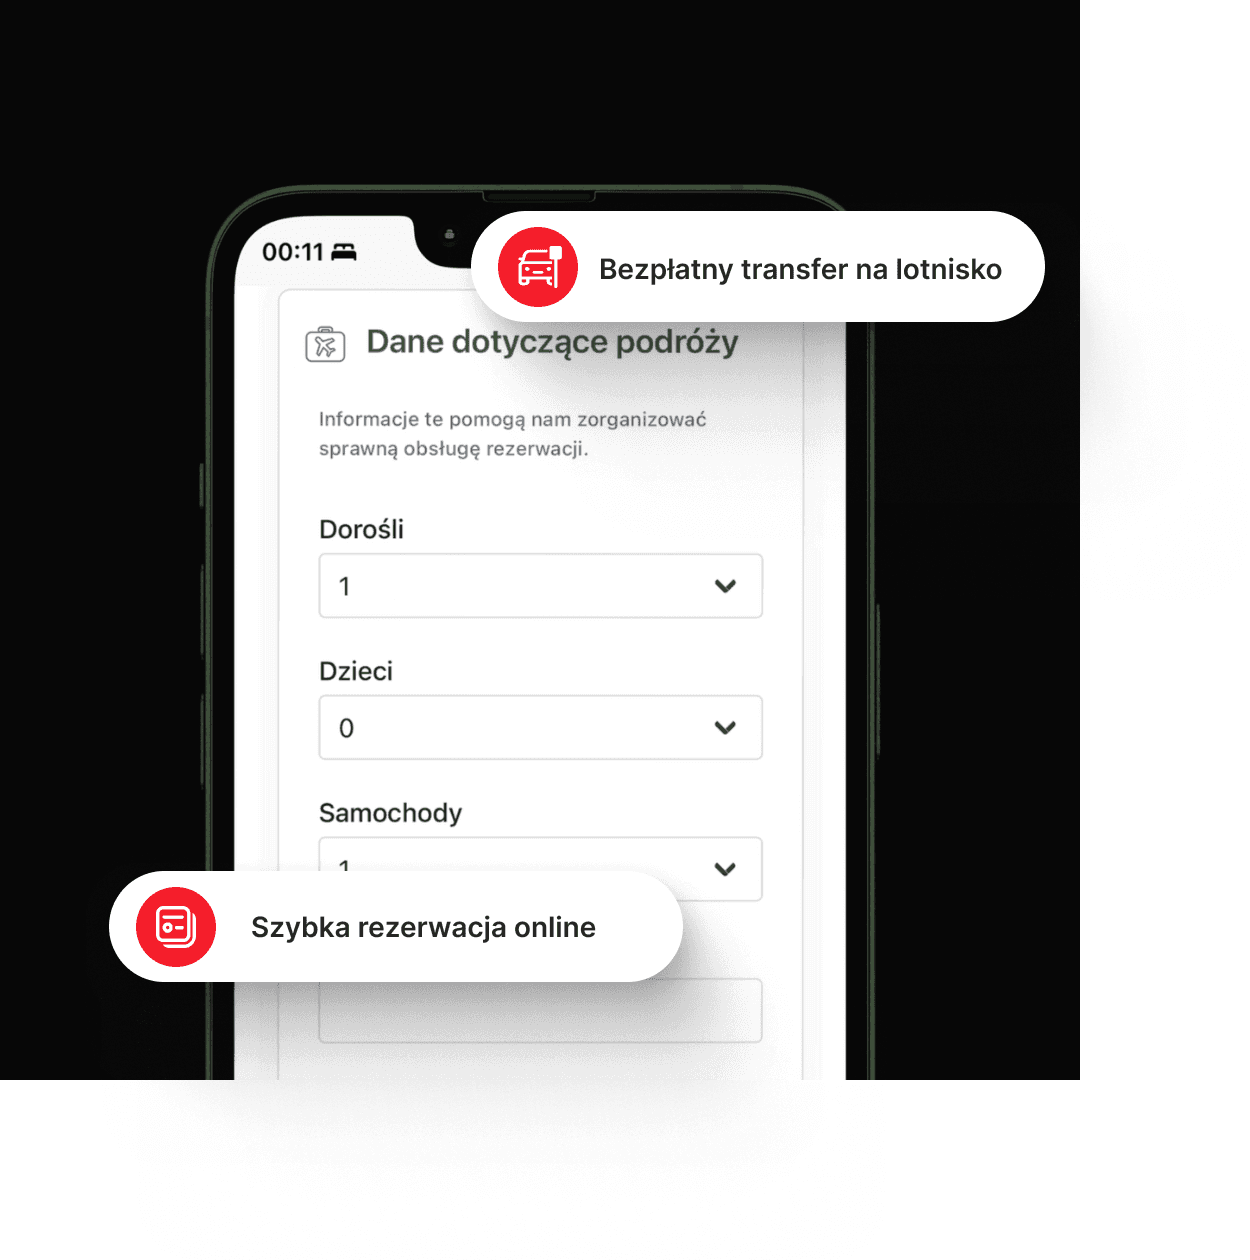 00:11
Bezpłatny transfer na lotnisko
Dane dotyczące podróży
Informacje te pomogą nam zorganizować
sprawną obsługę rezerwacji.
Dorośli
1
Dzieci
0
Samochody
1
Szybka rezerwacja online